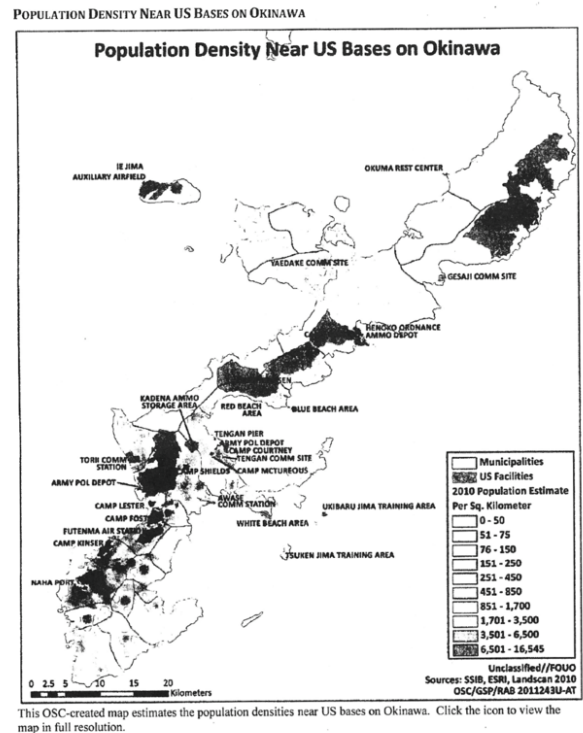 POPULATION DENSITY NEAR US BASES ON OKINAWA
Population Density Near US Bases on Okinawa
IE JIMA
AUXILIARY AIRFIELD
OKUMA REST CENTER
YAEDAKE COMM SITE
GESAJI COMM SITE
HENOKO ORDNANCE
AMMO DEPOT
KADENA AMMO
STORAGE AREA
RED BEACH
AREA
BLUE BEACH AREA
TENGAN PIER
ARMY POL DEPOT
CAMP COURTNEY
TENGAN COMM SITE
TORII COMM
STATION
CAMP SHIELDS
CAMP MCTUREOUS
ARMY POL DEPOT
AWASE
COMM STATION
CAMP LESTER
CAMP FOST
UKIBARU JIMA TRAINING AREA
WHITE BEACH AREA
FUTENMA AIR STATIO
CAMP KINSER
TSUKEN JIMA TRAINING AREA
NAHA PORT
Municipalities
US Facilities
2010 Population Estimate
Per Sq. Kilometer
0 - 50
51 - 75
76 - 150
151 - 250
251 - 450
451 - 850
851 - 1,700
1,701 - 3,500
3,501 - 6,500
6,501 - 16,545
Unclassified//FOUO
Sources: SSIB, ESRI, Landscan 2010
OSC/GSP/RAB 2011243U-AT
0 2.5 5 10 15 20
Kilometers
This OSC-created map estimates the population densities near US bases on Okinawa. Click the icon to view the
map in full resolution.